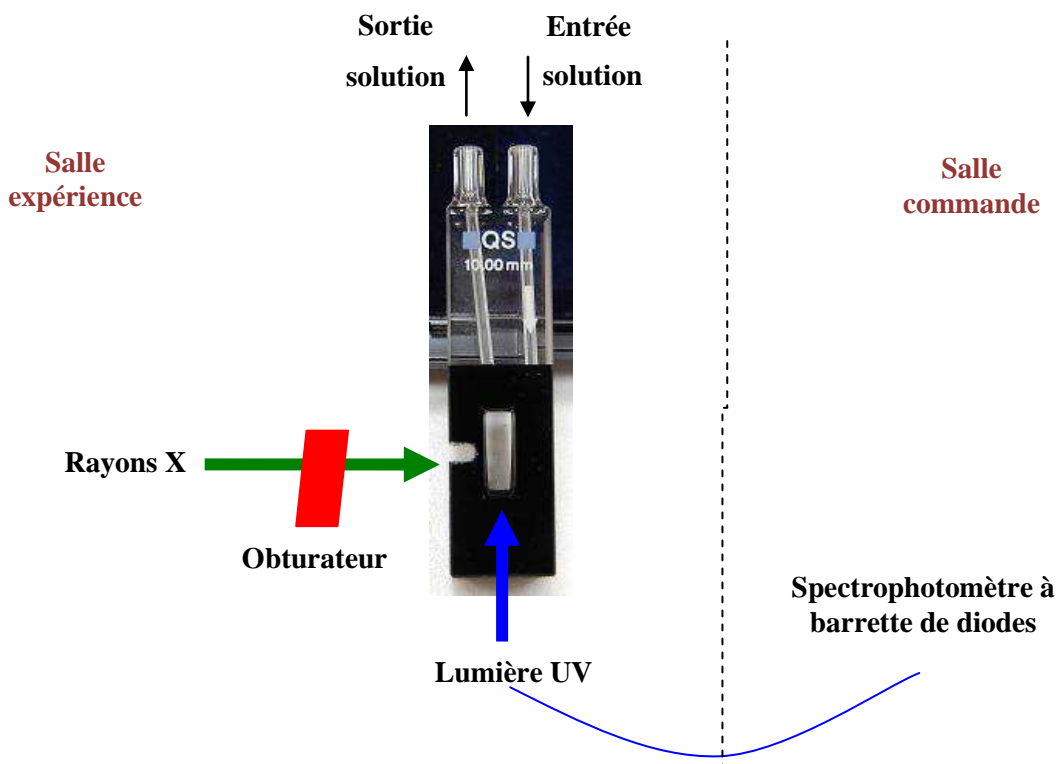 Sortie
solution
Entrée
solution
Salle
expérience
Salle
commande
QS
10.00 mm
Rayons X
Obturateur
Spectrophotomètre à
barrette de diodes
Lumière UV